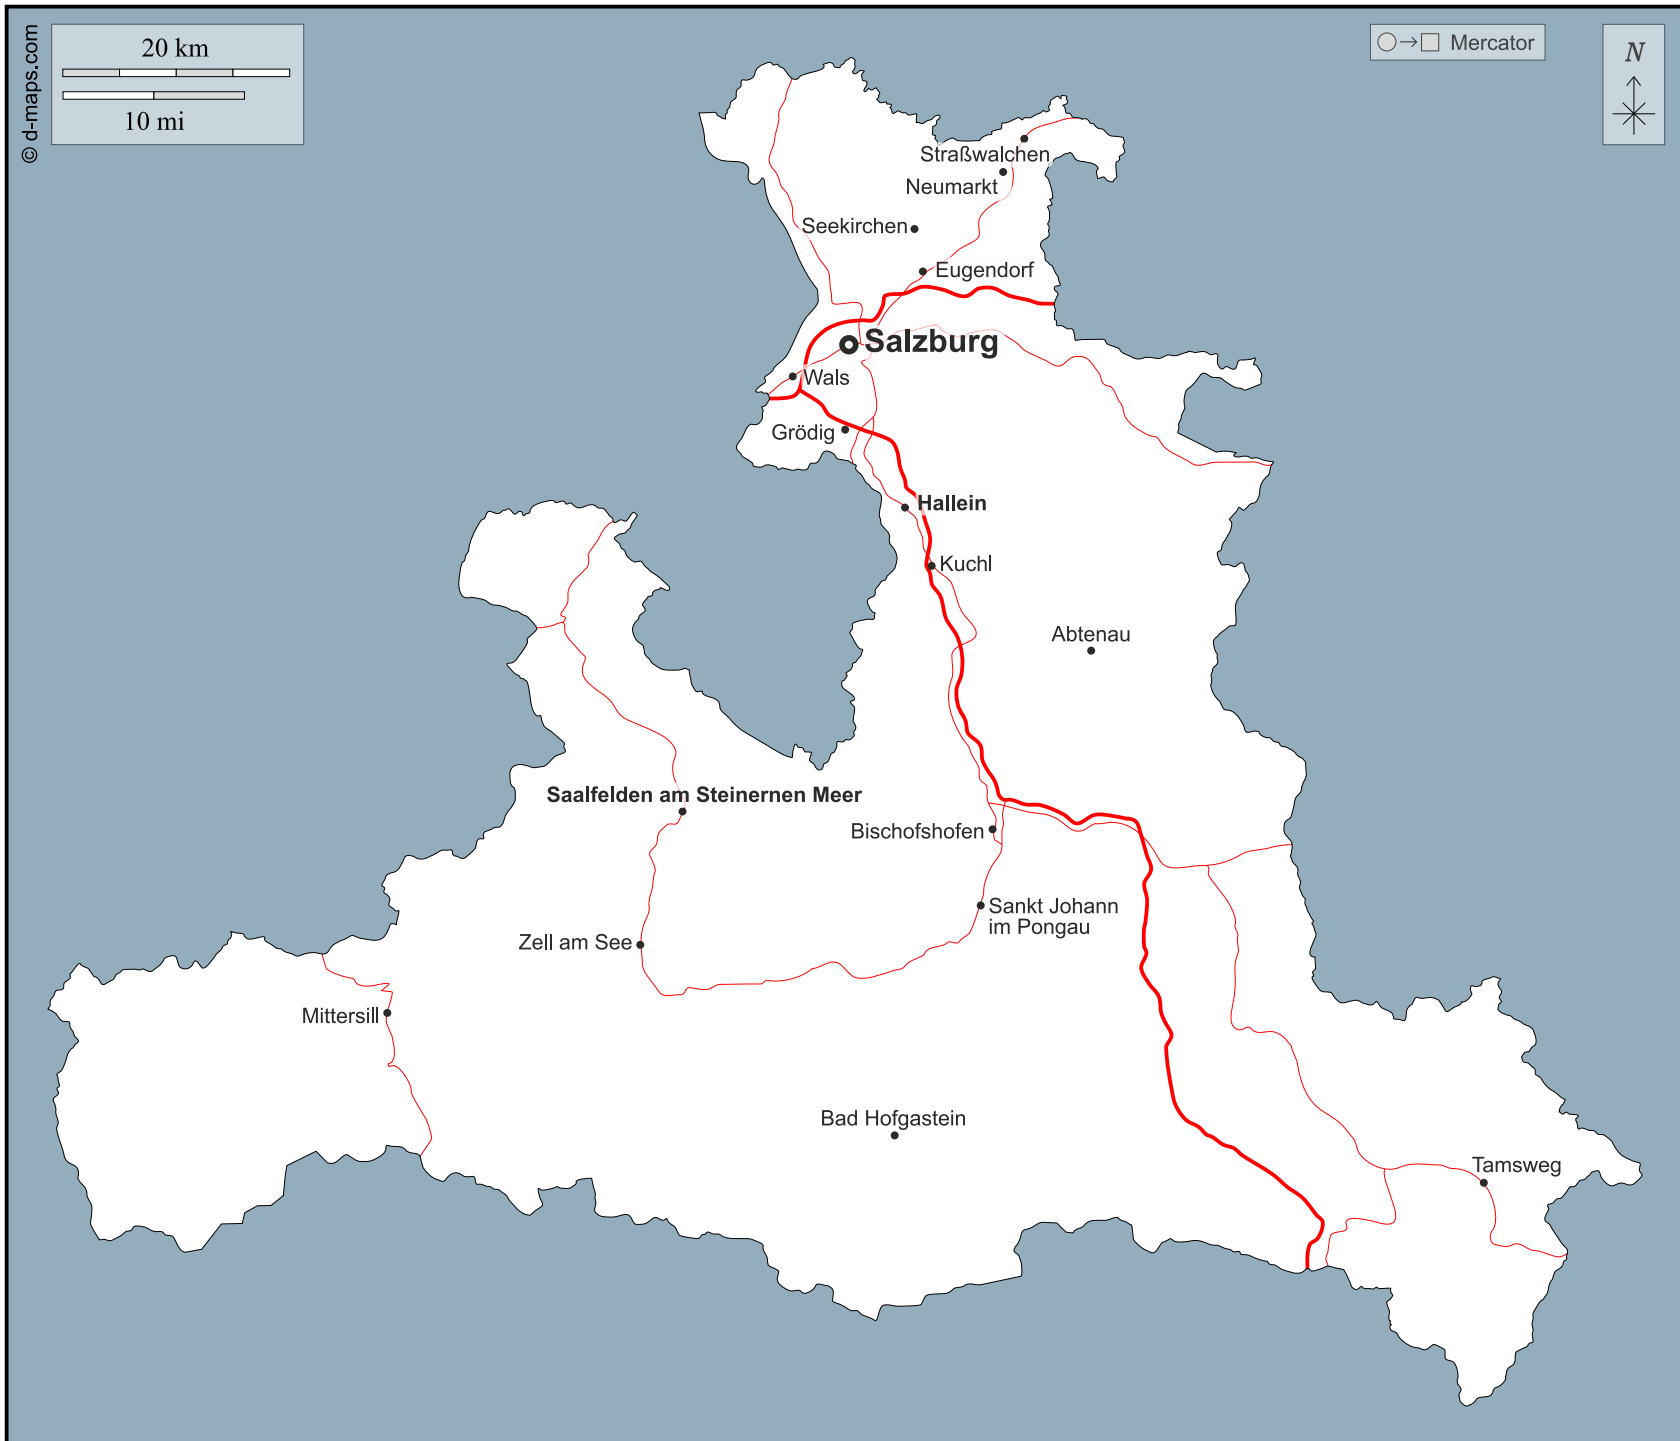 © d-maps.com
20 km
10 mi
Mercator
N
Straßwalchen
Neumarkt
Seekirchen
Eugendorf
Salzburg
Wals
Grödig
Hallein
Kuchl
Abtenau
Saalfelden am Steinernen Meer
Bischofshofen
Sankt Johann
im Pongau
Zell am See
Mittersill
Bad Hofgastein
Tamsweg